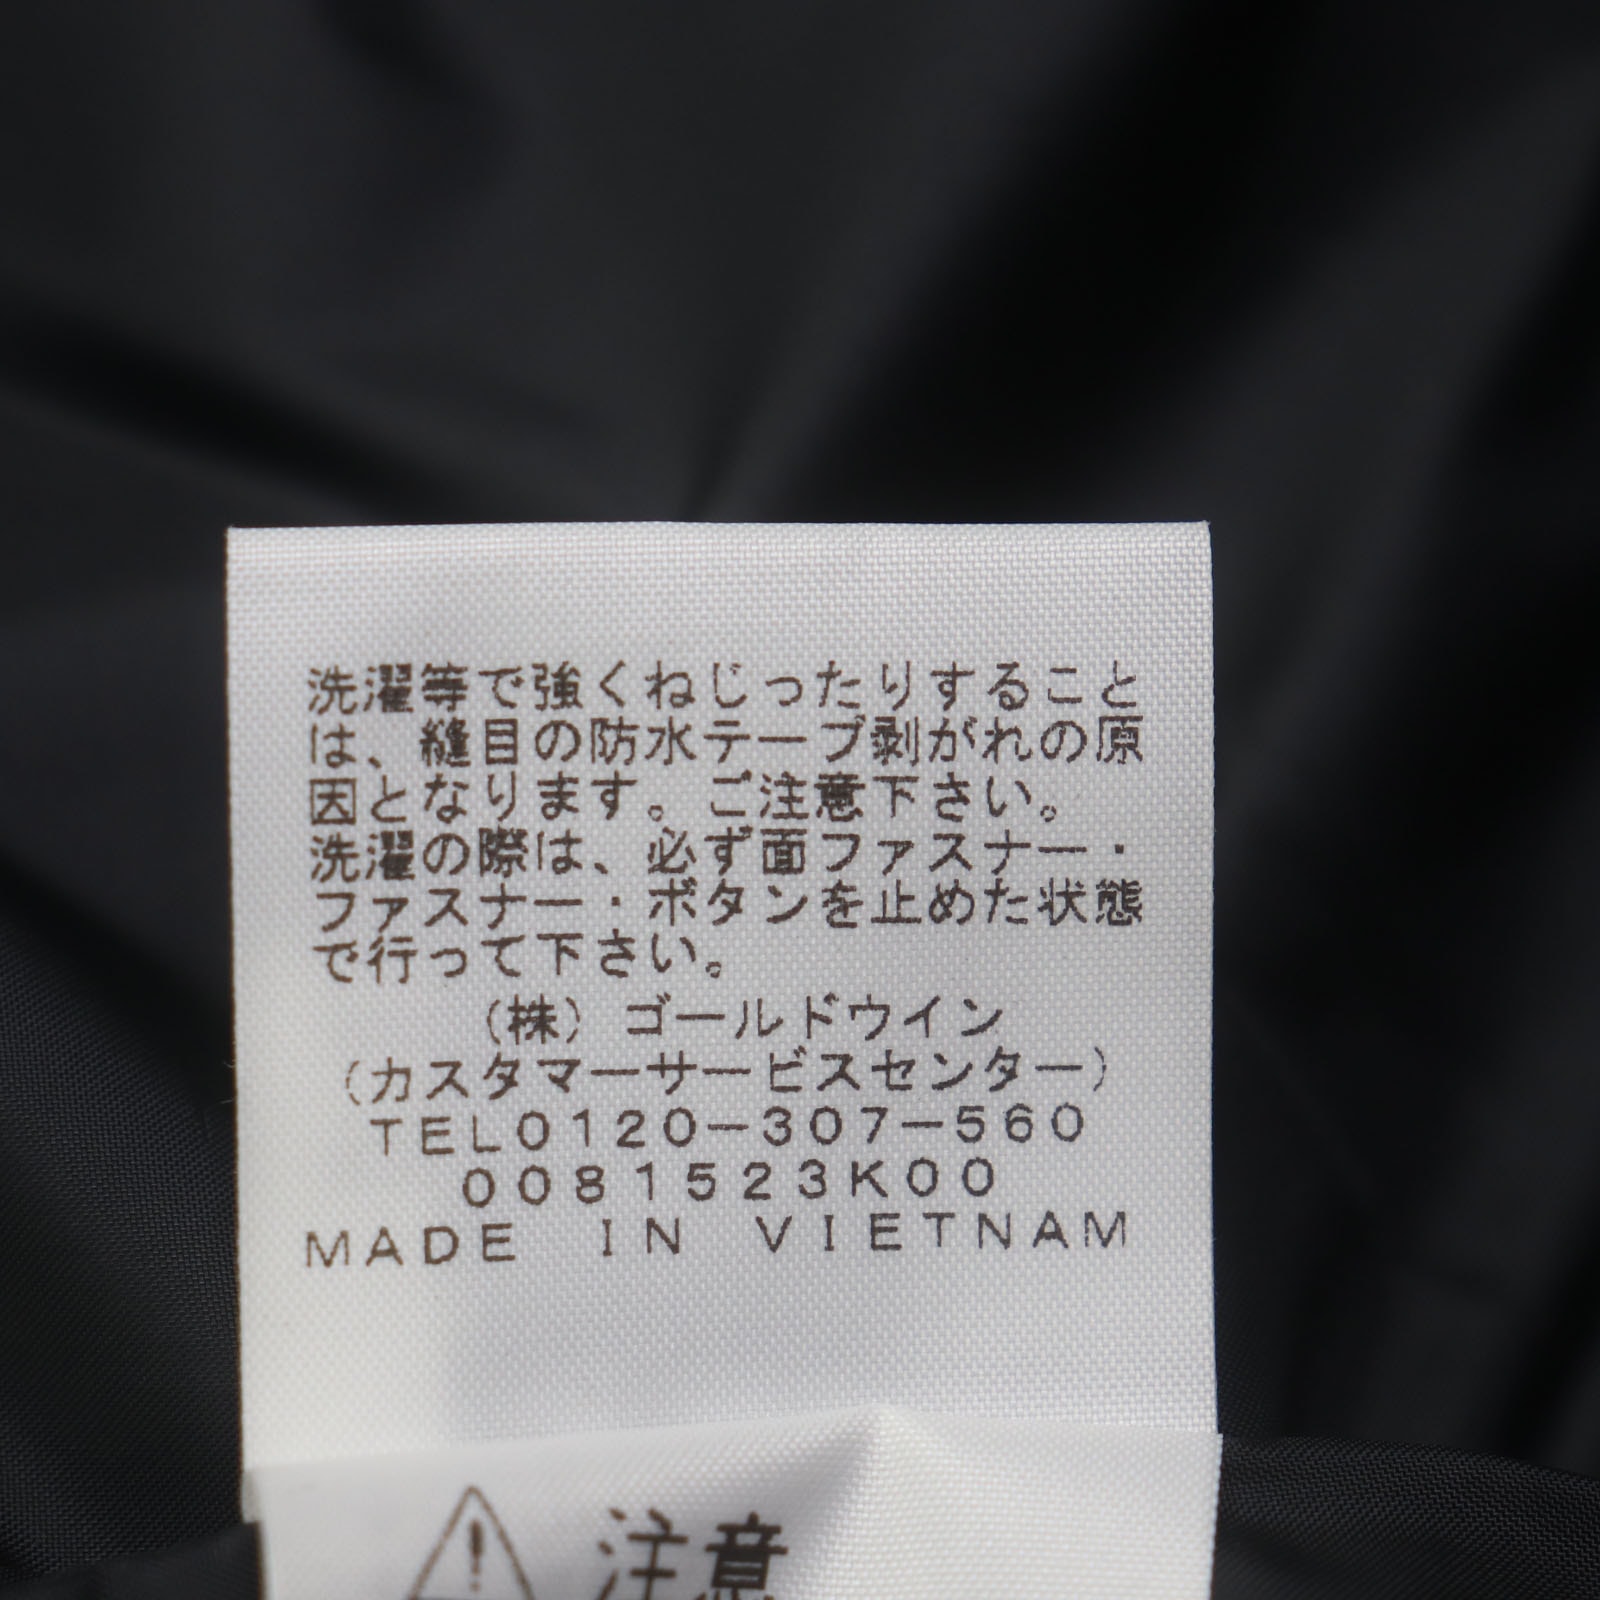 洗濯等で強くねじったりすること
は、縫目の防水テープ剥がれの原
因となります。ご注意下さい。
洗濯の際は、必ず面ファスナー・
ファスナー・ボタンを止めた状態
で行って下さい。
(株)ゴールドウイン
(カスタマーサービスセンター)
TEL0120-307-560
0081523K00
MADE IN VIETNAM
注意